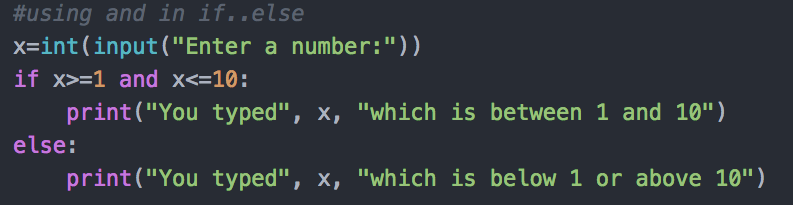 #using and in if..else
x=int(input("Enter a number:"))
if x>=1 and x<=10:
    print("You typed", x, "which is between 1 and 10")
else:
    print("You typed", x, "which is below 1 or above 10")